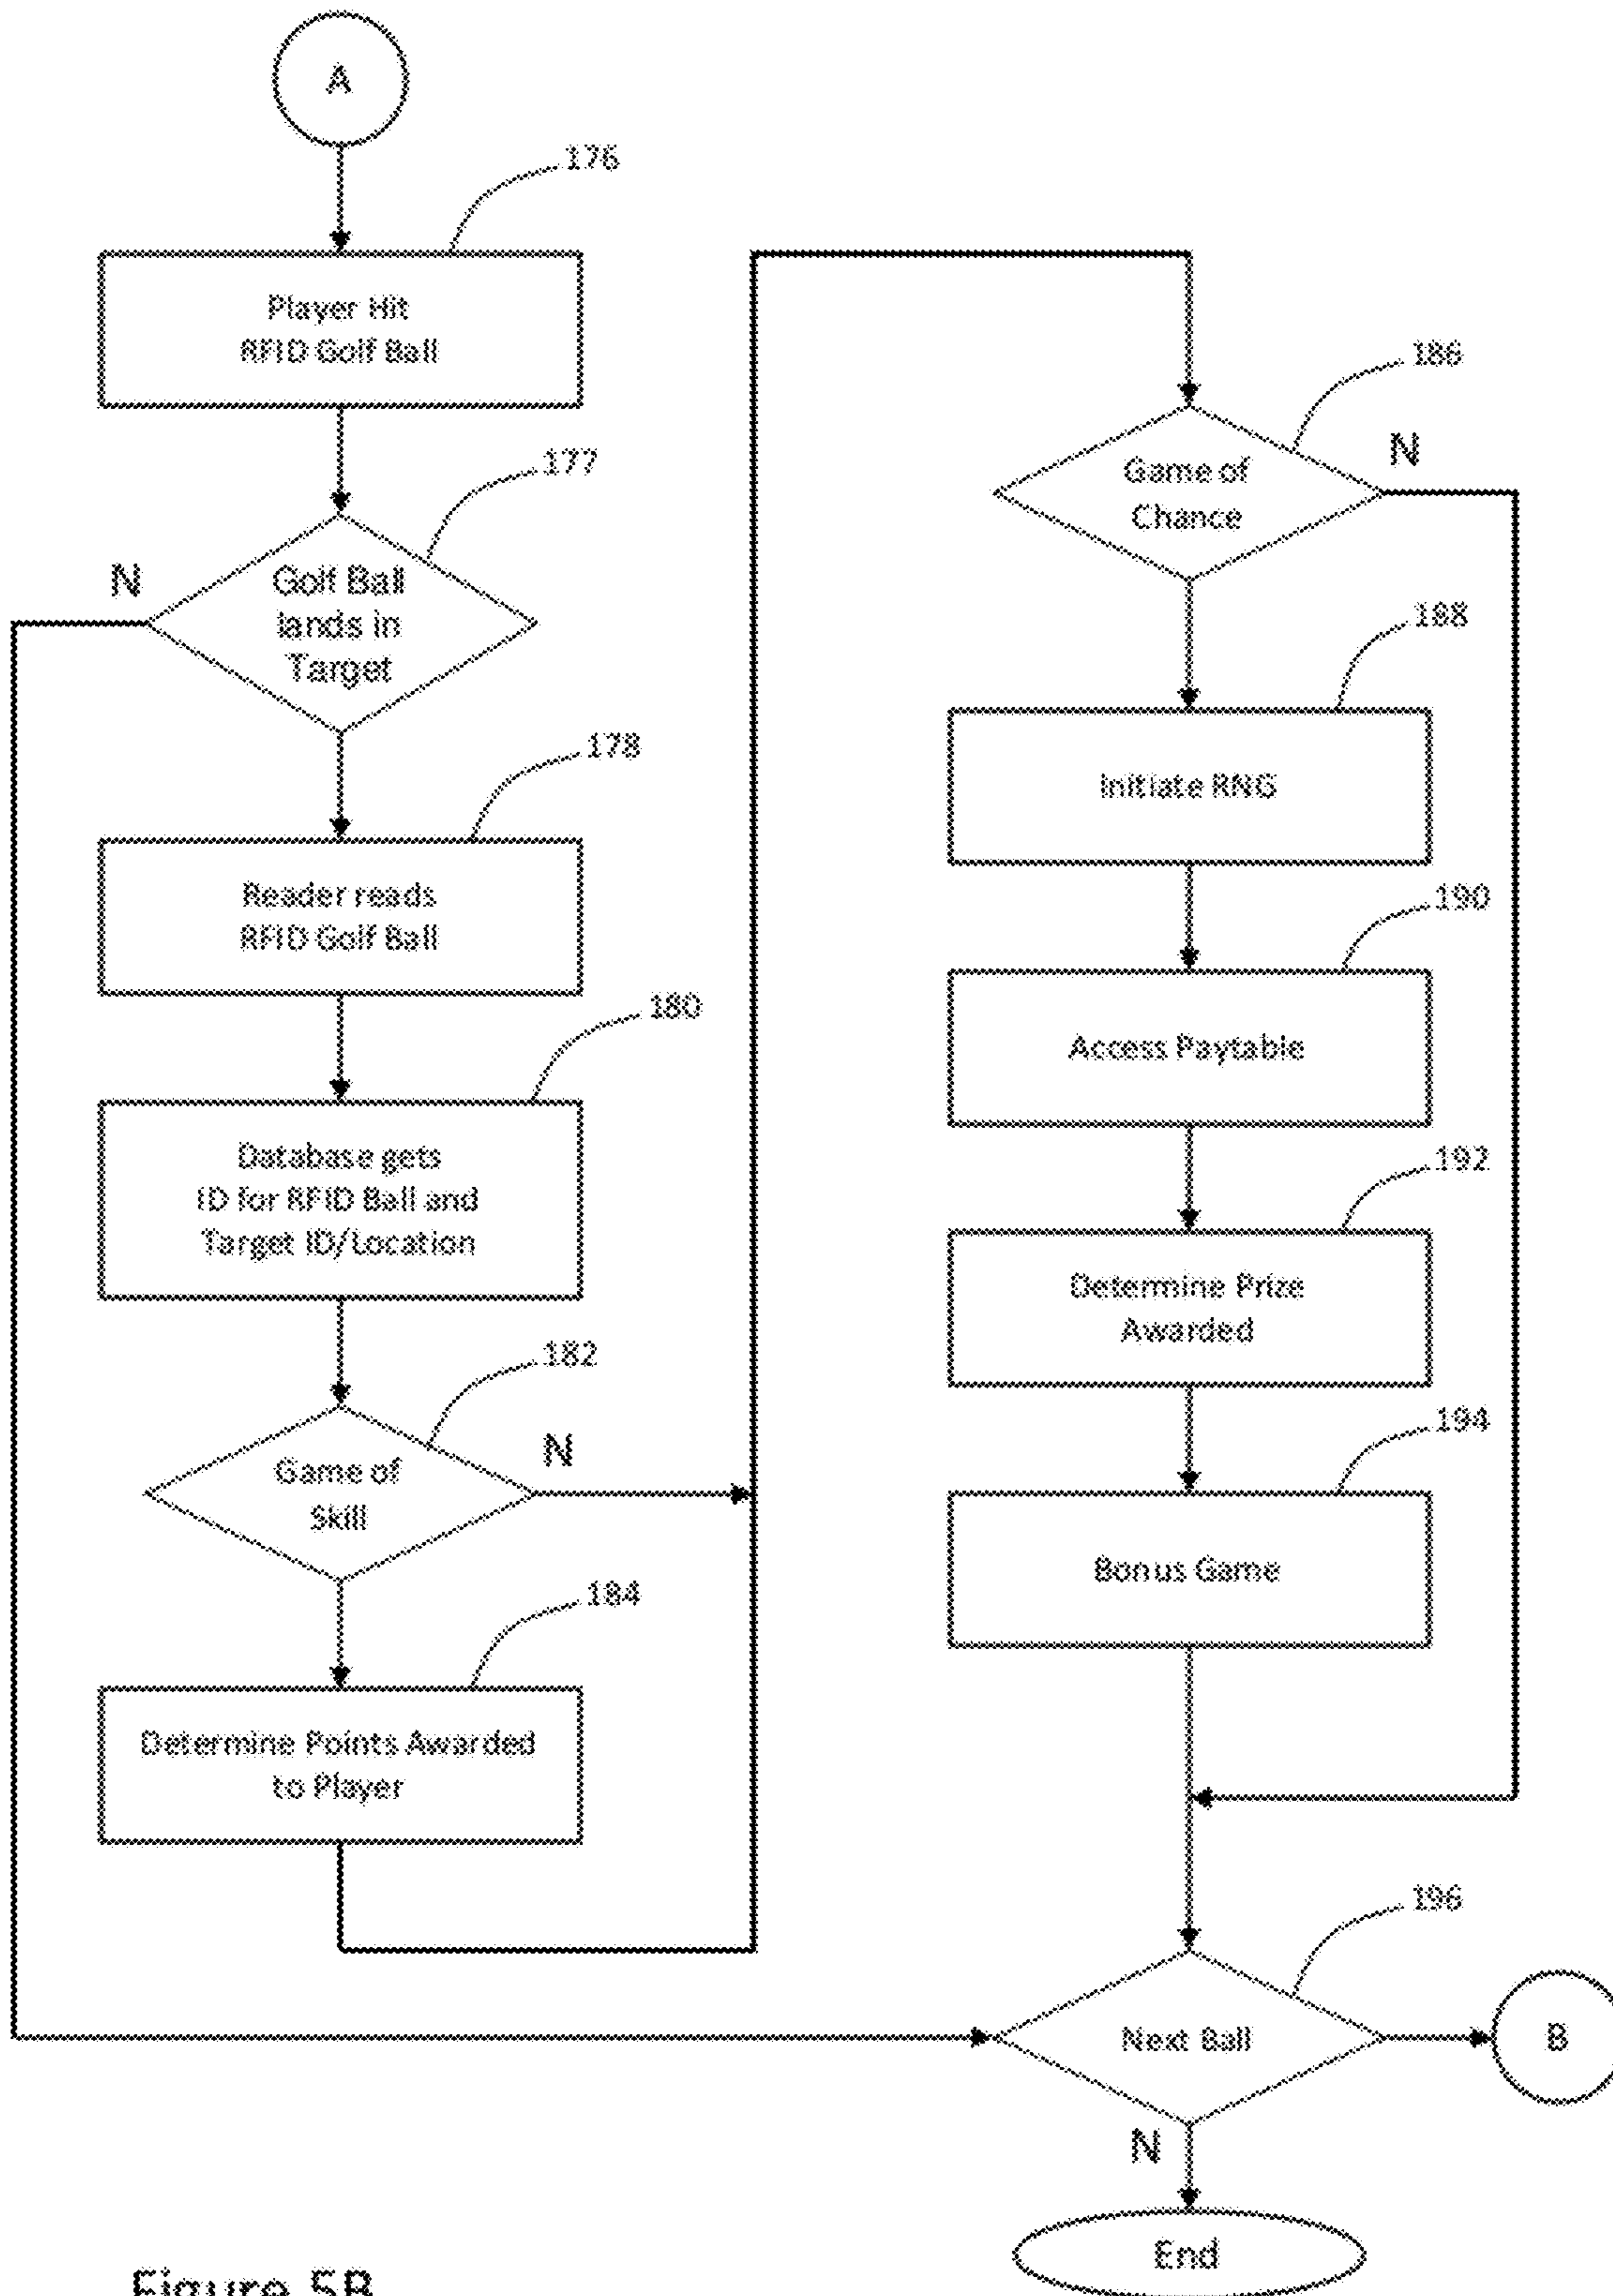 A
176
Player Hit
RFID Golf Ball
177
N
Golf Ball
lands in
Target
178
Reader reads
RFID Golf Ball
180
Database gets
ID for RFID Ball and
Target ID/Location
182
N
Game of
Skill
184
Determine Points Awarded
to Player
186
N
Game of
Chance
188
Initiate RNG
190
Access Paytable
192
Determine Prize
Awarded
194
Bonus Game
196
Next Ball
B
N
End
Figure 5B